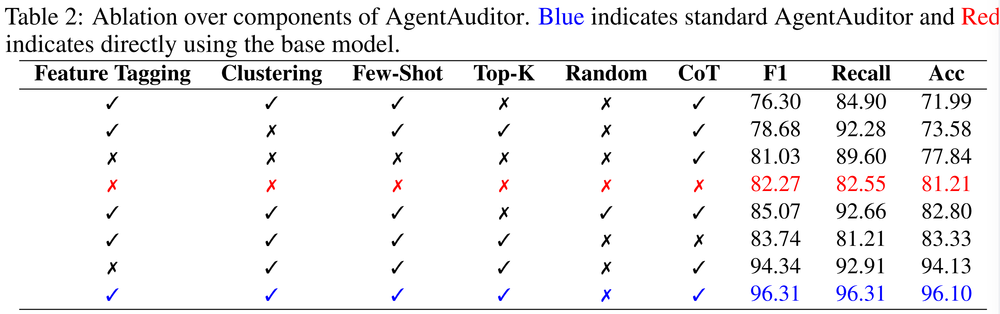 Table 2: Ablation over components of AgentAuditor. Blue indicates standard AgentAuditor and Red
indicates directly using the base model.
Feature Tagging Clustering Few-Shot Top-K Random CoT F1 Recall Acc
✓ ✓ ✓ ✗ ✗ ✓ 76.30 84.90 71.99
✓ ✗ ✓ ✓ ✗ ✓ 78.68 92.28 73.58
✗ ✗ ✗ ✗ ✗ ✓ 81.03 89.60 77.84
✗ ✗ ✗ ✗ ✗ ✗ 82.27 82.55 81.21
✓ ✓ ✓ ✗ ✓ ✓ 85.07 92.66 82.80
✓ ✓ ✓ ✓ ✗ ✗ 83.74 81.21 83.33
✗ ✓ ✓ ✓ ✗ ✓ 94.34 92.91 94.13
✓ ✓ ✓ ✓ ✗ ✓ 96.31 96.31 96.10